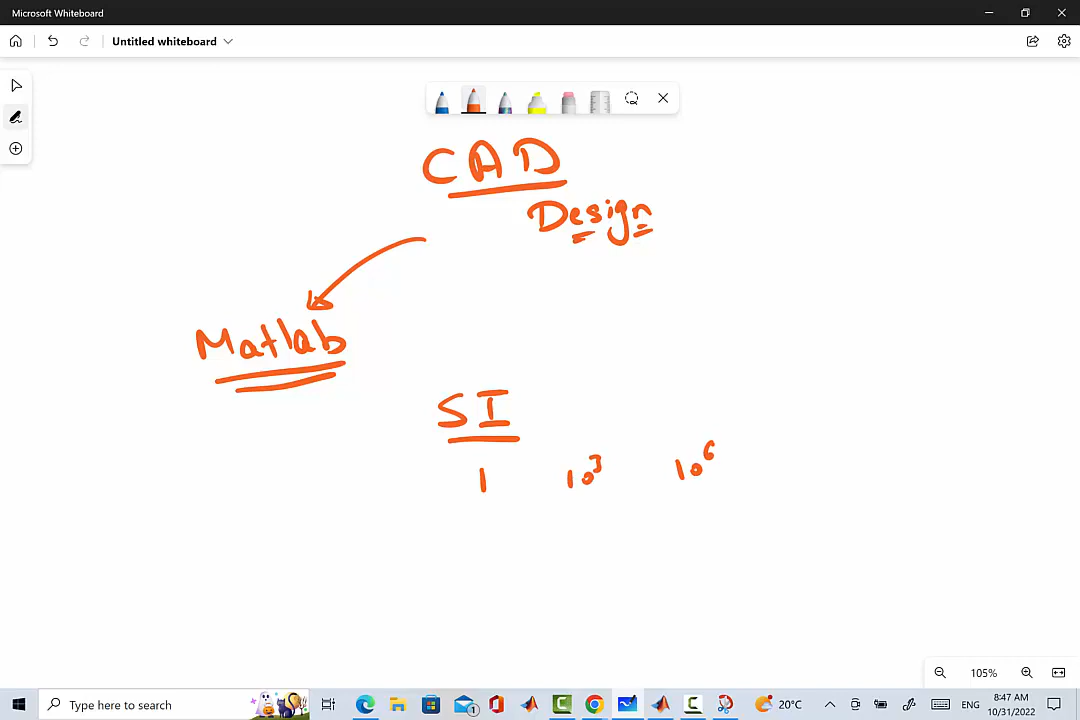 Microsoft Whiteboard
Untitled whiteboard
CAD
Design
Matlab
SI
1 10³ 10⁶
105%
Type here to search
1
20°C
ENG
8:47 AM
10/31/2022